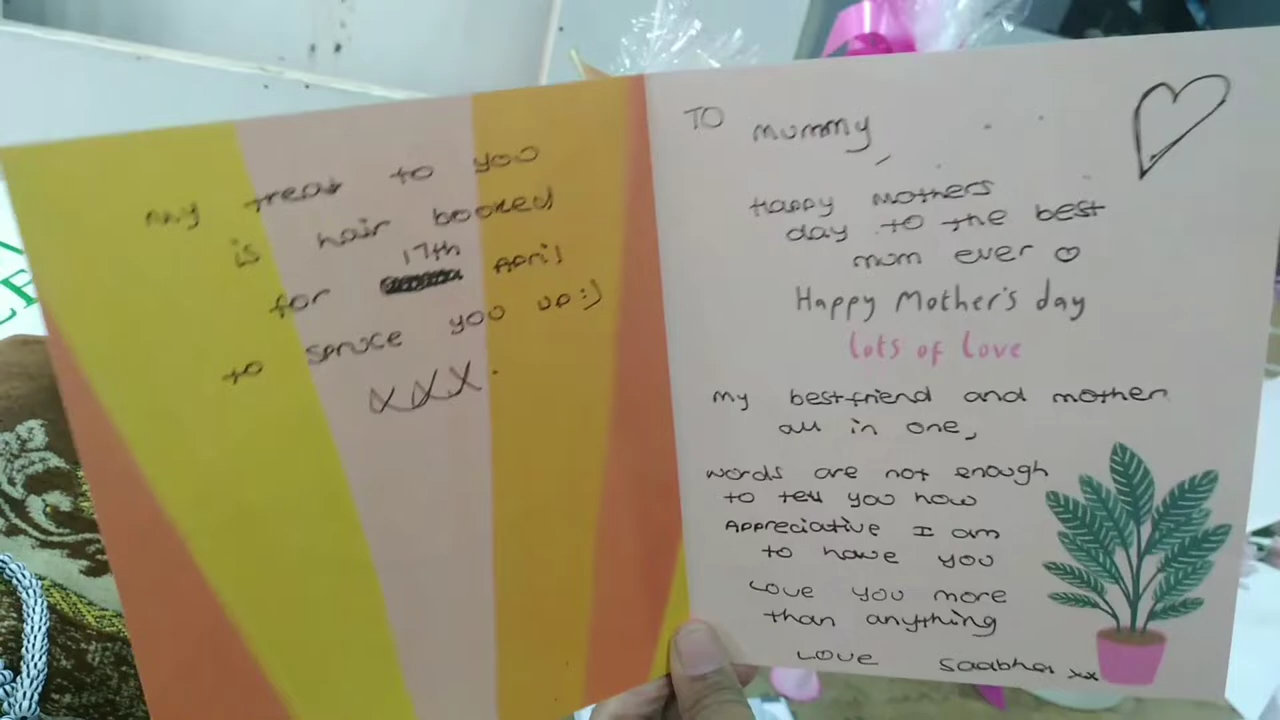 my treat to you
is hair booked
for 17th April
to spruce you up :)
xxx.
TO mummy,
Happy Mothers
day to the best
mum ever ♡
Happy Mother's day
lots of love
my bestfriend and mother
all in one,
words are not enough
to tell you how
Appreciative I am
to have you
Love you more
than anything
Love Saabha xx